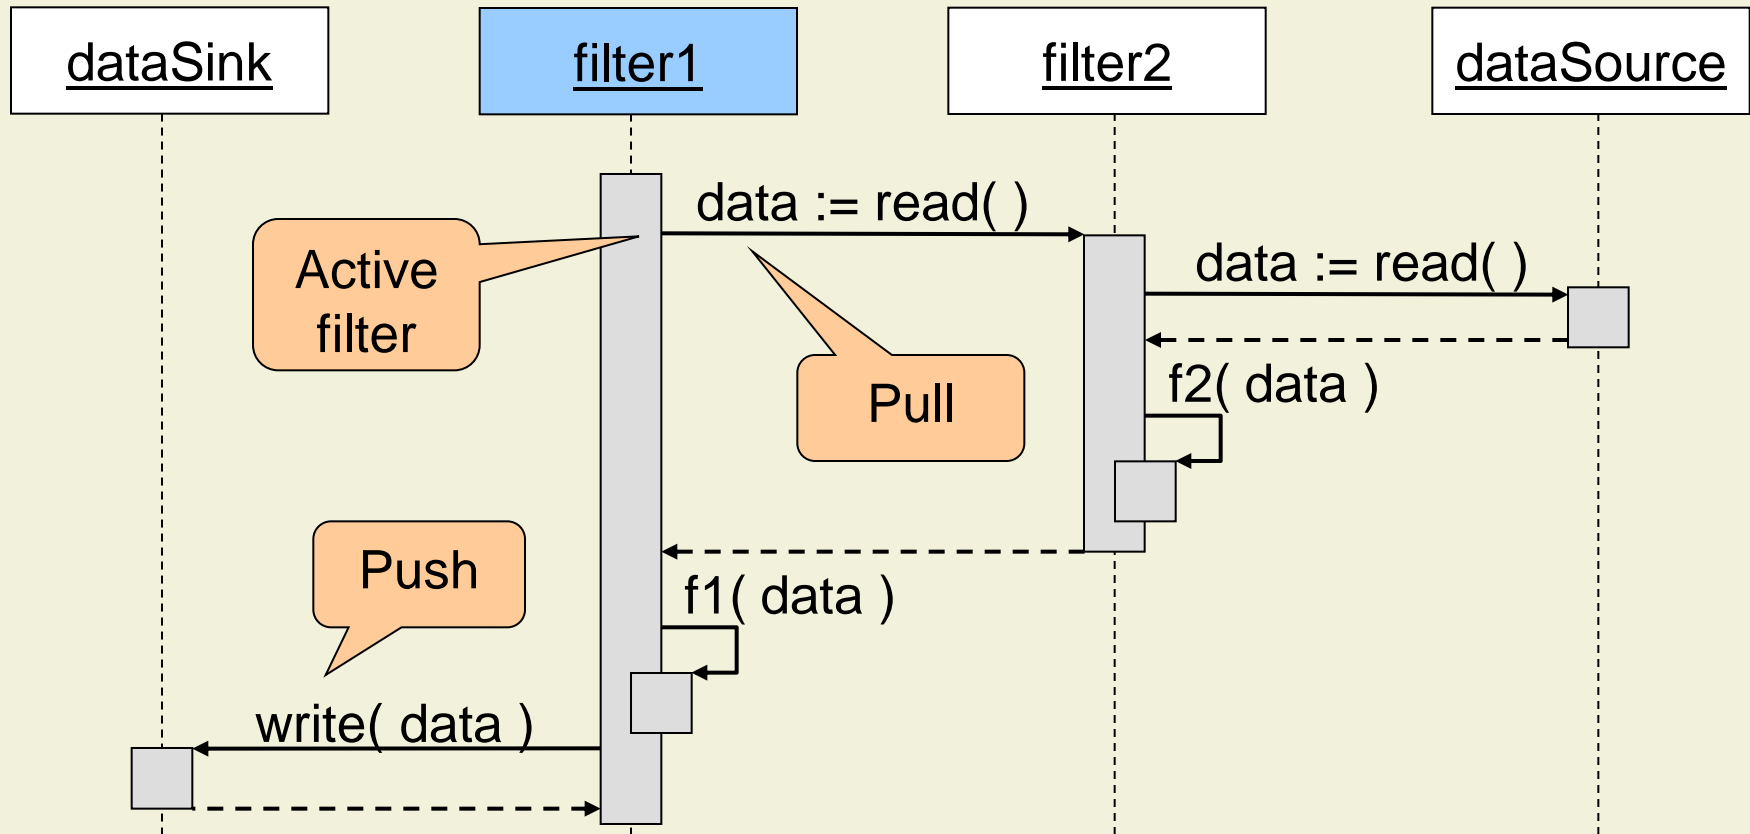 dataSink
filter1
filter2
dataSource
data := read( )
data := read( )
Active
filter
f2( data )
Pull
Push
f1( data )
write( data )